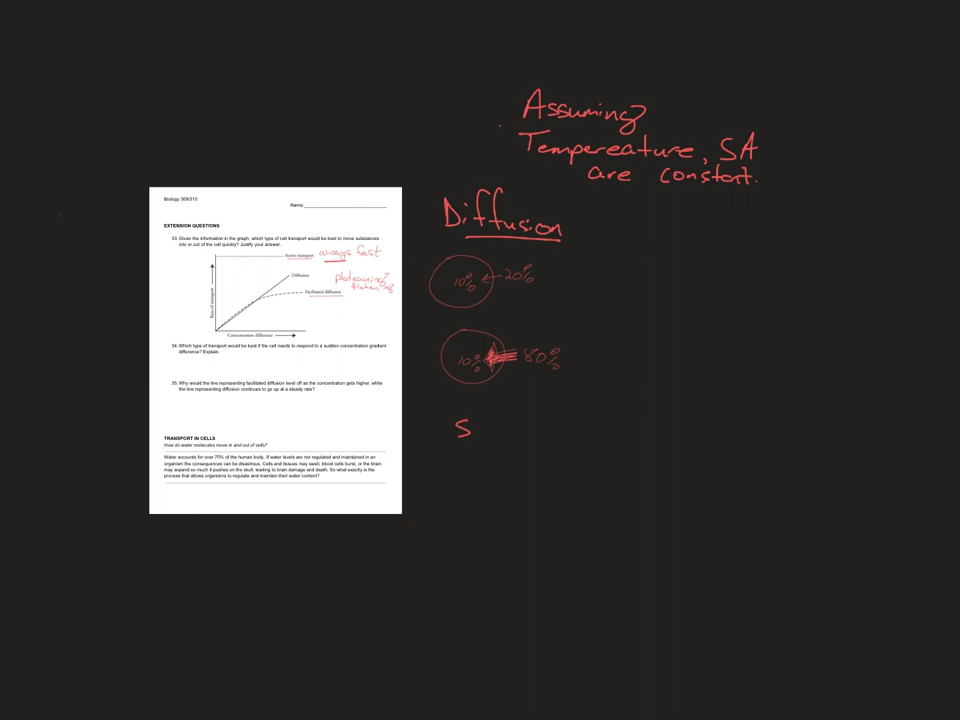 Assuming
Tempereature, SA
are constant.
Biology 309/310
Name:
EXTENSION QUESTIONS
33. Given the information in the graph, which type of cell transport would be best to move substances
into or out of the cell quickly? Justify your answer.
Active transport always fast
Diffusion
plateauing
Facilitated diffusion
Rate of transport
Concentration difference
34. Which type of transport would be best if the cell needs to respond to a sudden concentration gradient
difference? Explain.
35. Why would the line representing facilitated diffusion level off as the concentration gets higher, while
the line representing diffusion continues to go up at a steady rate?
TRANSPORT IN CELLS
How do water molecules move in and out of cells?
Water accounts for over 70% of the human body. If water levels are not regulated and maintained in an
organism the consequences can be disastrous. Cells and tissues may swell, blood cells burst, or the brain
may expand so much it pushes on the skull, leading to brain damage and death. So what exactly is the
process that allows organisms to regulate and maintain their water content?
Diffusion
10% 20%
10% 80%
S